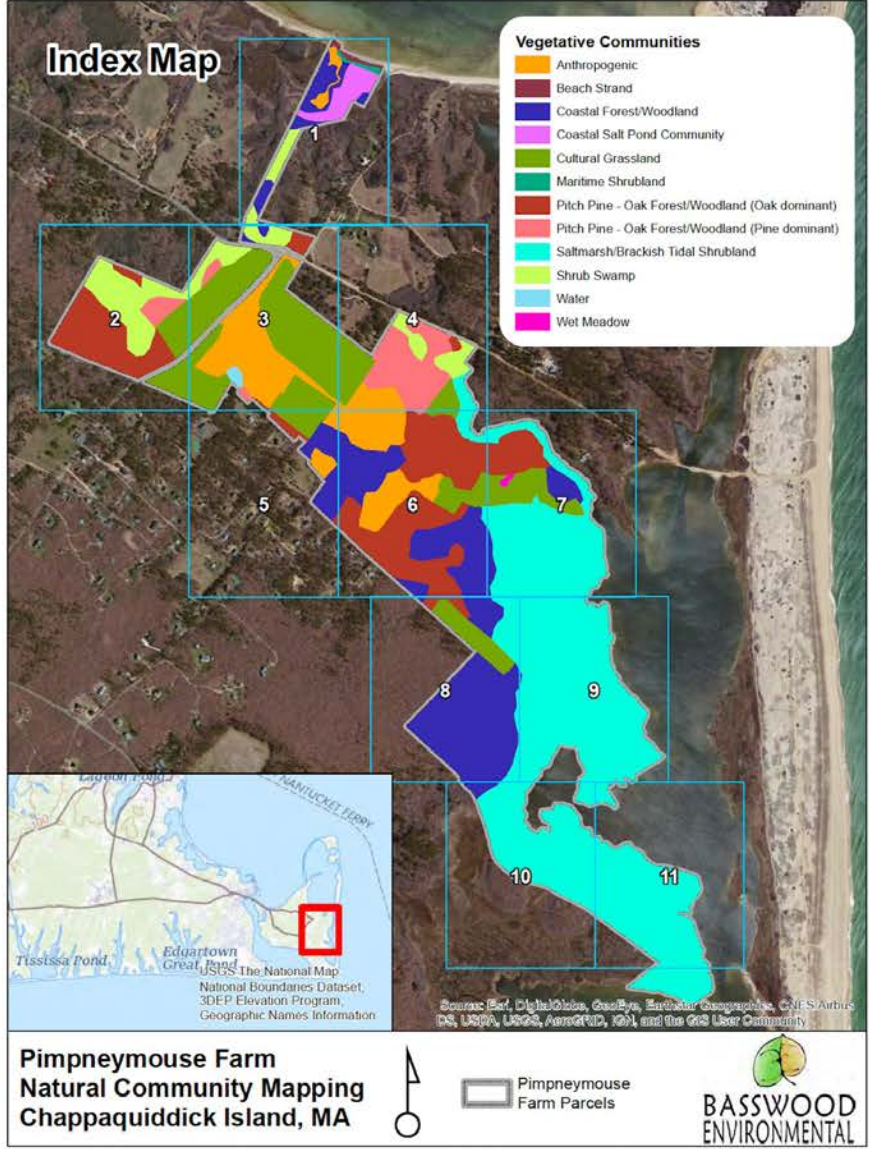 Index Map
Vegetative Communities
Anthropogenic
Beach Strand
Coastal Forest/Woodland
Coastal Salt Pond Community
Cultural Grassland
Maritime Shrubland
Pitch Pine - Oak Forest/Woodland (Oak dominant)
Pitch Pine - Oak Forest/Woodland (Pine dominant)
Saltmarsh/Brackish Tidal Shrubland
Shrub Swamp
Water
Wet Meadow
1
2
3
4
5
6
7
8
9
10
11
Lagoon Pond
NANTUCKET FERRY
Tississa Pond
Edgartown
Great Pond
USGS The National Map:
National Boundaries Dataset,
3DEP Elevation Program,
Geographic Names Information
Source: Esri, DigitalGlobe, GeoEye, Earthstar Geographics, CNES/Airbus
DS, USDA, USGS, AeroGRID, IGN, and the GIS User Community
Pimpneymouse Farm
Natural Community Mapping
Chappaquiddick Island, MA
Pimpneymouse
Farm Parcels
BASSWOOD
ENVIRONMENTAL